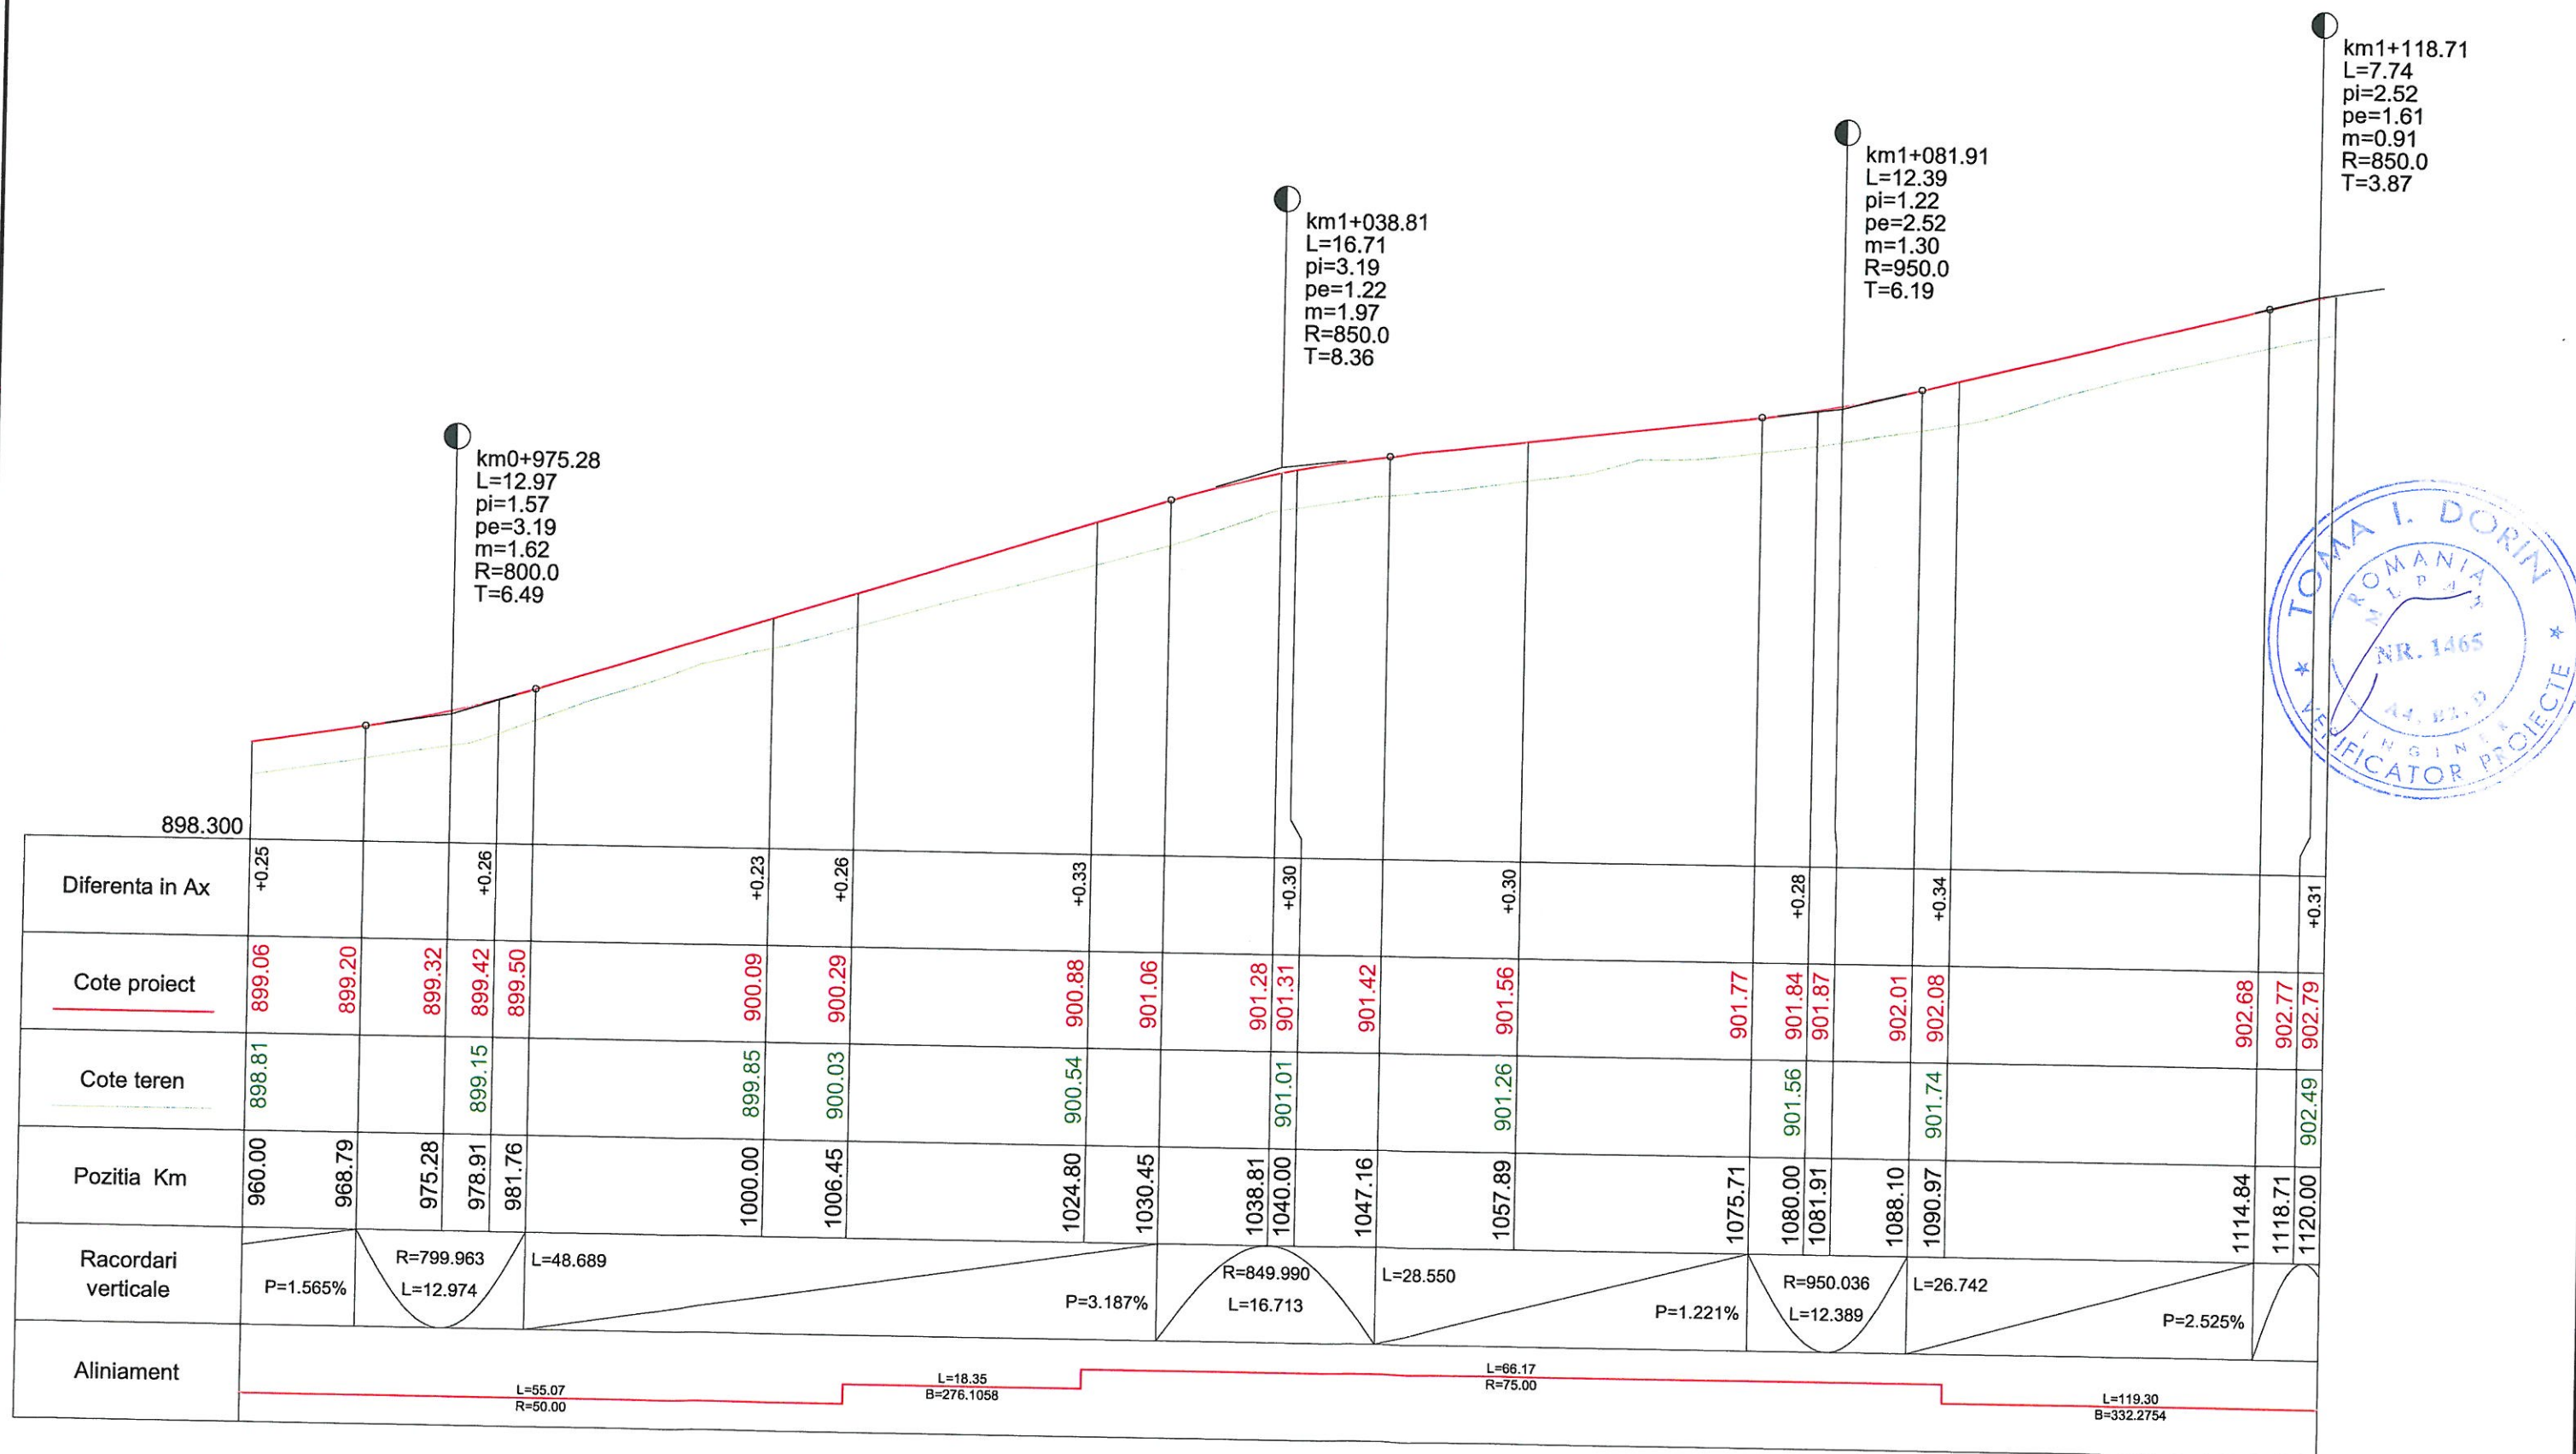 km1+118.71
L=7.74
pi=2.52
pe=1.61
m=0.91
R=850.0
T=3.87
km1+081.91
L=12.39
pi=1.22
pe=2.52
m=1.30
R=950.0
T=6.19
km1+038.81
L=16.71
pi=3.19
pe=1.22
m=1.97
R=850.0
T=8.36
km0+975.28
L=12.97
pi=1.57
pe=3.19
m=1.62
R=800.0
T=6.49
TOMA I. DORIN
ROMANIA
NR. 1465
INGINER
VERIFICATOR PROIECTE
898.300
Diferenta in Ax +0.25 +0.26 +0.23 +0.26 +0.33 +0.30 +0.30 +0.28 +0.34 +0.31
Cote proiect 899.06 899.20 899.32 899.42 899.50 900.09 900.29 900.88 901.06 901.28 901.31 901.42 901.56 901.77 901.84 901.87 902.01 902.08 902.68 902.77 902.79
Cote teren 898.81 899.15 899.85 900.03 900.54 901.01 901.26 901.56 901.74 902.49
Pozitia Km 960.00 968.79 975.28 978.91 981.76 1000.00 1006.45 1024.80 1030.45 1038.81 1040.00 1047.16 1057.89 1075.71 1080.00 1081.91 1088.10 1090.97 1114.84 1118.71 1120.00
Racordari
verticale
P=1.565%
R=799.963
L=12.974
L=48.689
P=3.187%
R=849.990
L=16.713
L=28.550
P=1.221%
R=950.036
L=12.389
L=26.742
P=2.525%
Aliniament
L=55.07
R=50.00
L=18.35
B=276.1058
L=66.17
R=75.00
L=119.30
B=332.2754